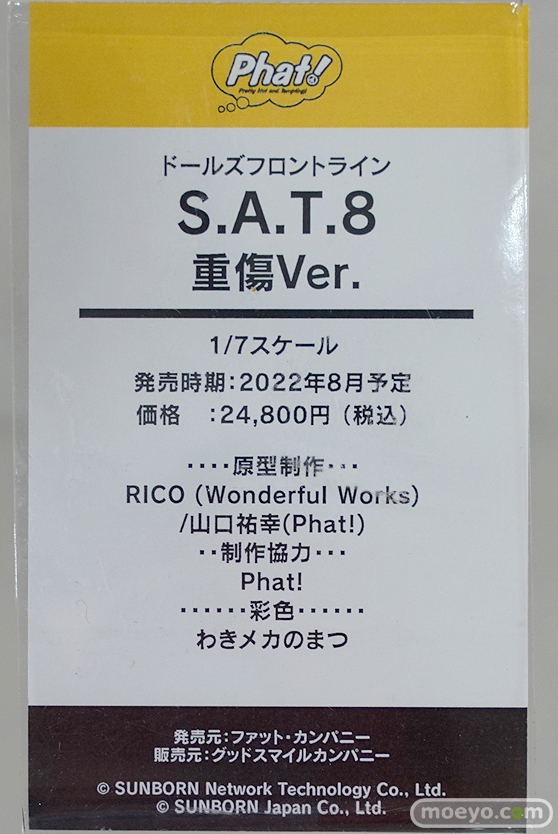 Phat!
Pretty Hot and Tempting!
ドールズフロントライン
S.A.T.8
重傷Ver.
1/7スケール
発売時期:2022年8月予定
価格　:24,800円（税込）
‥‥原型制作‥‥
RICO (Wonderful Works)
/山口祐幸(Phat!)
‥制作協力‥･
Phat!
‥‥‥彩色‥‥‥
わきメカのまつ
発売元:ファット・カンパニー
販売元:グッドスマイルカンパニー
© SUNBORN Network Technology Co., Ltd.
© SUNBORN Japan Co., Ltd.
moeyo.com